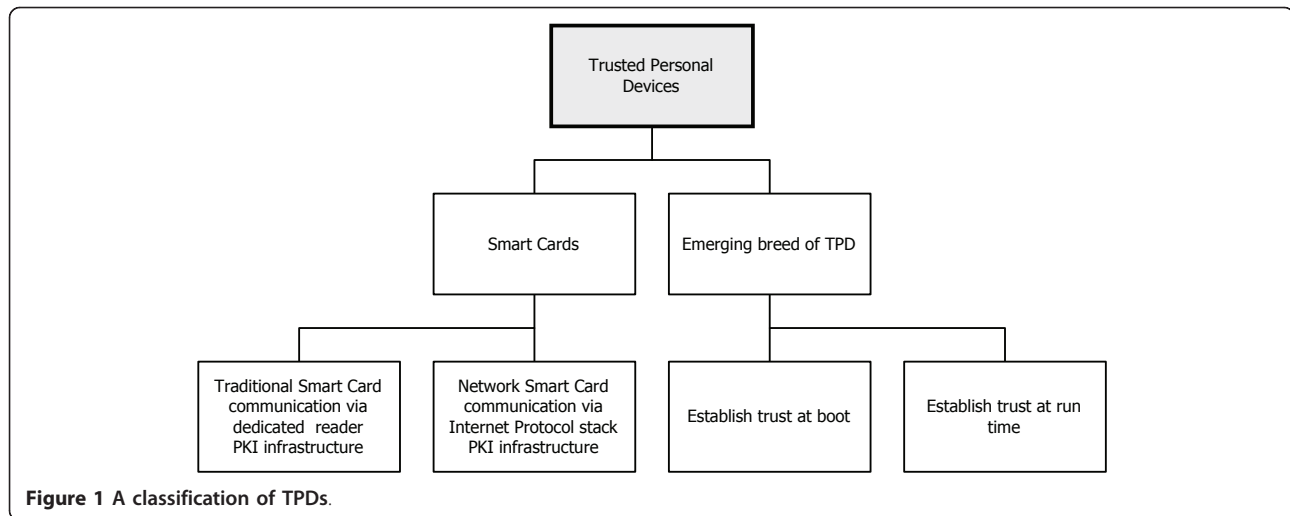 Trusted Personal
Devices
Smart Cards
Emerging breed of TPD
Traditional Smart Card
communication via
dedicated reader
PKI infrastructure
Network Smart Card
communication via
Internet Protocol stack
PKI infrastructure
Establish trust at boot
Establish trust at run
time
Figure 1 A classification of TPDs.